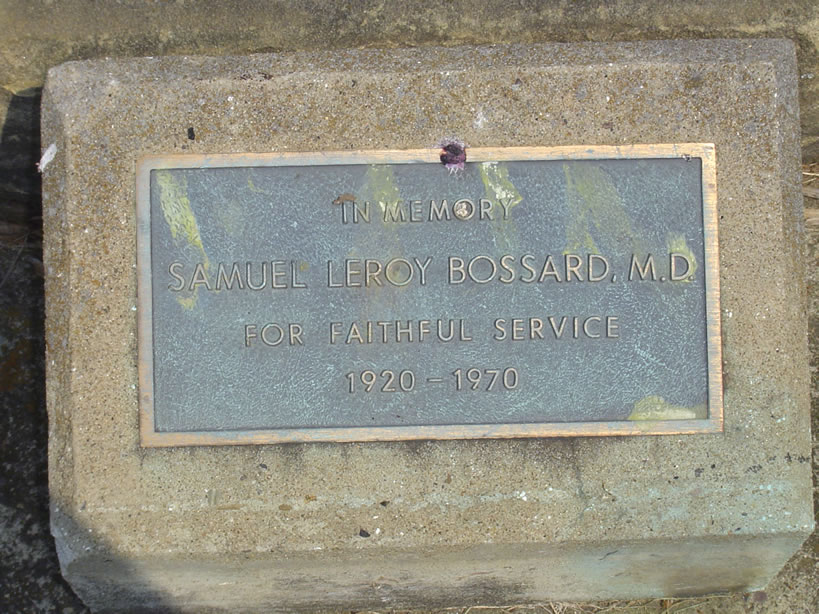 IN MEMORY
SAMUEL LEROY BOSSARD, M.D.
FOR FAITHFUL SERVICE
1920 – 1970